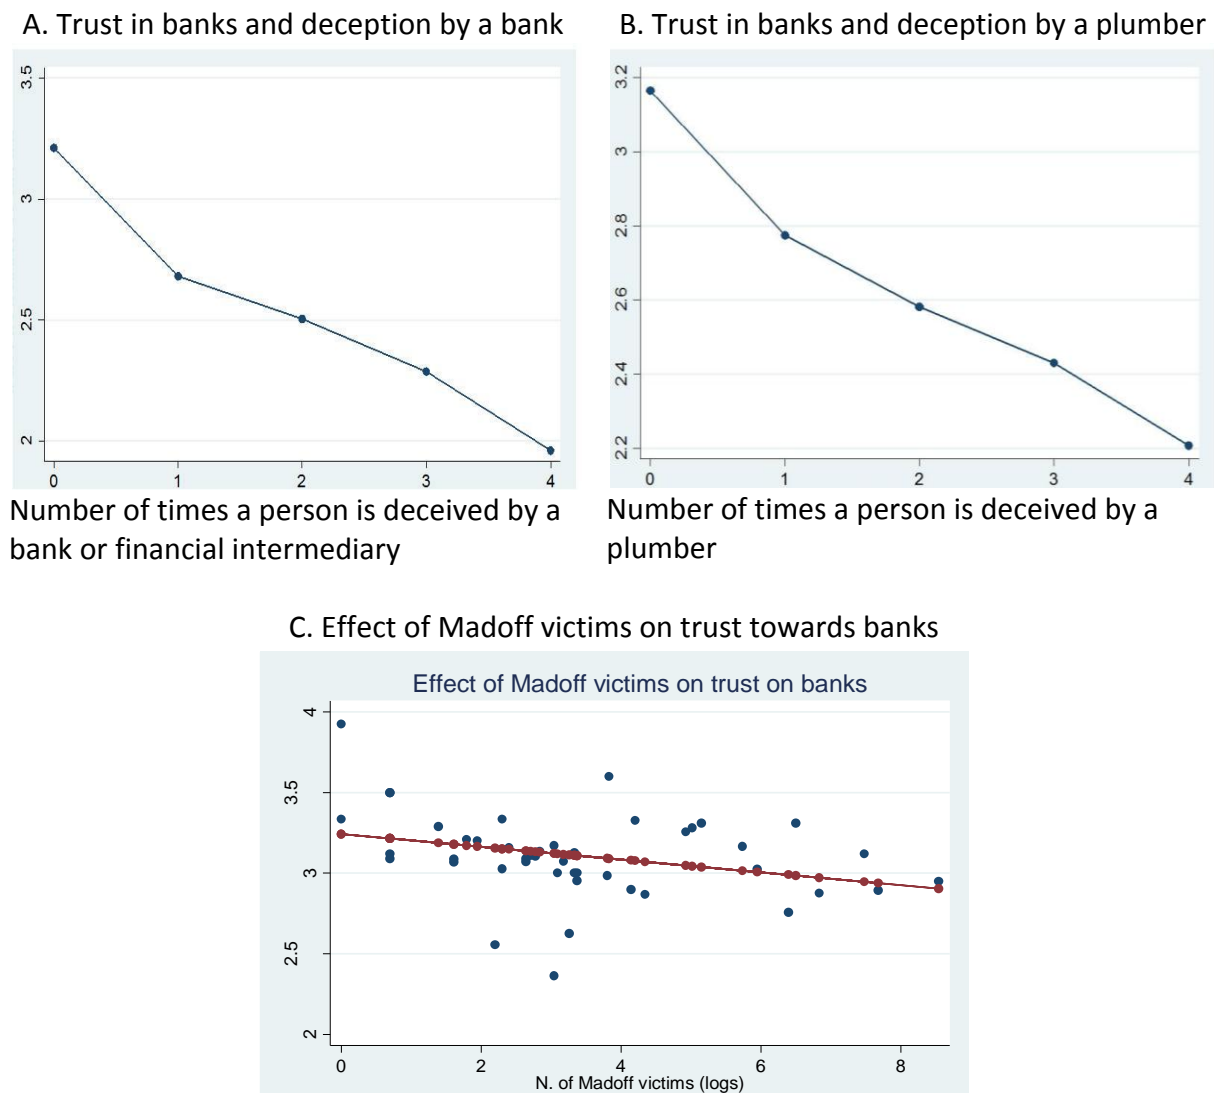 A. Trust in banks and deception by a bank
3.5
3
2.5
2
0 1 2 3 4
Number of times a person is deceived by a
bank or financial intermediary
B. Trust in banks and deception by a plumber
3.2
3
2.8
2.6
2.4
2.2
0 1 2 3 4
Number of times a person is deceived by a
plumber
C. Effect of Madoff victims on trust towards banks
Effect of Madoff victims on trust on banks
4
3.5
3
2.5
2
0 2 4 6 8
N. of Madoff victims (logs)